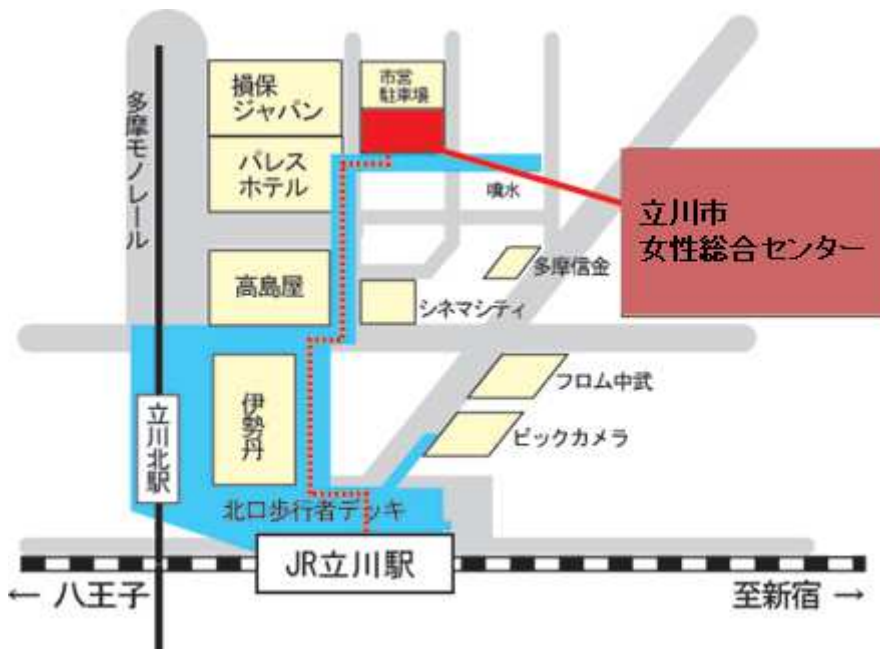 損保
ジャパン
市営
駐車場
多摩モノレール
パレス
ホテル
噴水
立川市
女性総合センター
高島屋
多摩信金
シネマシティ
伊勢丹
フロム中武
ビックカメラ
立川北駅
北口歩行者デッキ
JR立川駅
← 八王子
至新宿 →